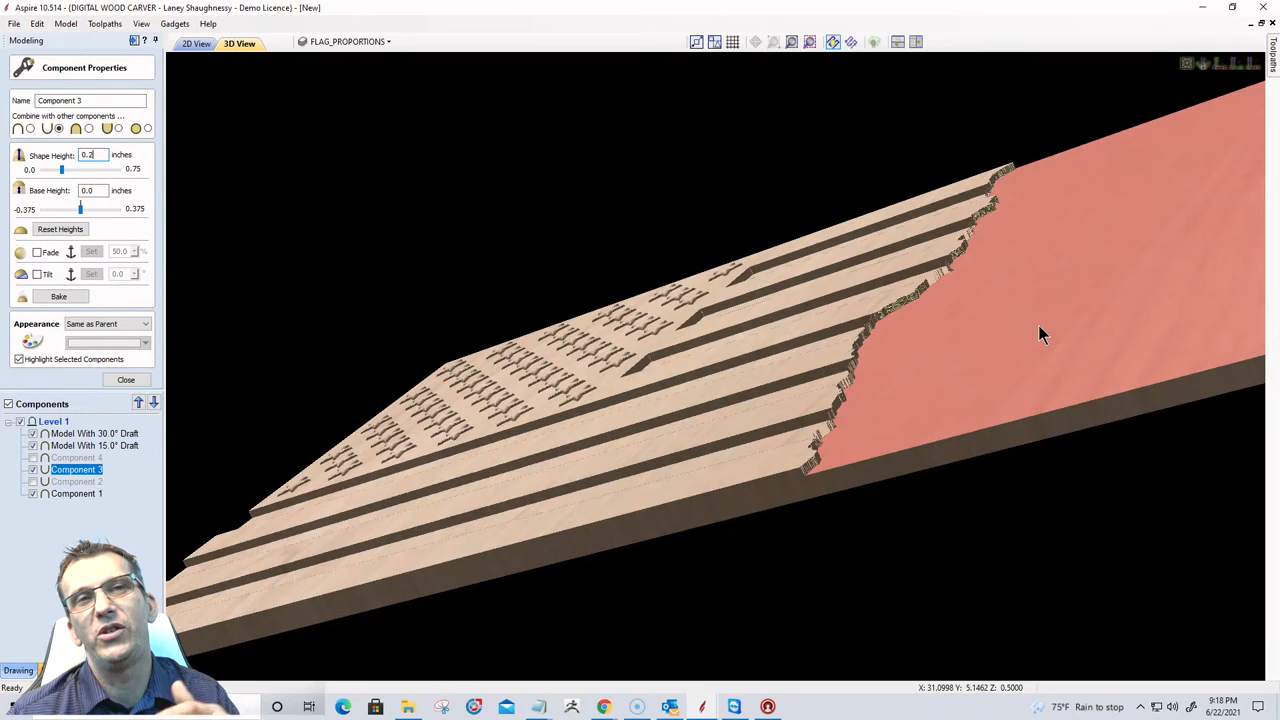 Aspire 10.514 - (DIGITAL WOOD CARVER - Laney Shaughnessy - Demo Licence) - [New]
File Edit Model Toolpaths View Gadgets Help
Modeling
2D View 3D View FLAG_PROPORTIONS
Toolpaths
Component Properties
Name Component 3
Combine with other components ...
Shape Height: 0.2 inches
0.0 0.75
Base Height: 0.0 inches
-0.375 0.375
Reset Heights
Fade Set 50.0 %
Tilt Set 0.0 °
Bake
Appearance Same as Parent
Highlight Selected Components
Close
Components
Level 1
Model With 30.0° Draft
Model With 15.0° Draft
Component 4
Component 3
Component 2
Component 1
Drawing
Ready
X: 31.0998 Y: 5.1462 Z: 0.5000
75°F Rain to stop
9:18 PM
6/22/2021